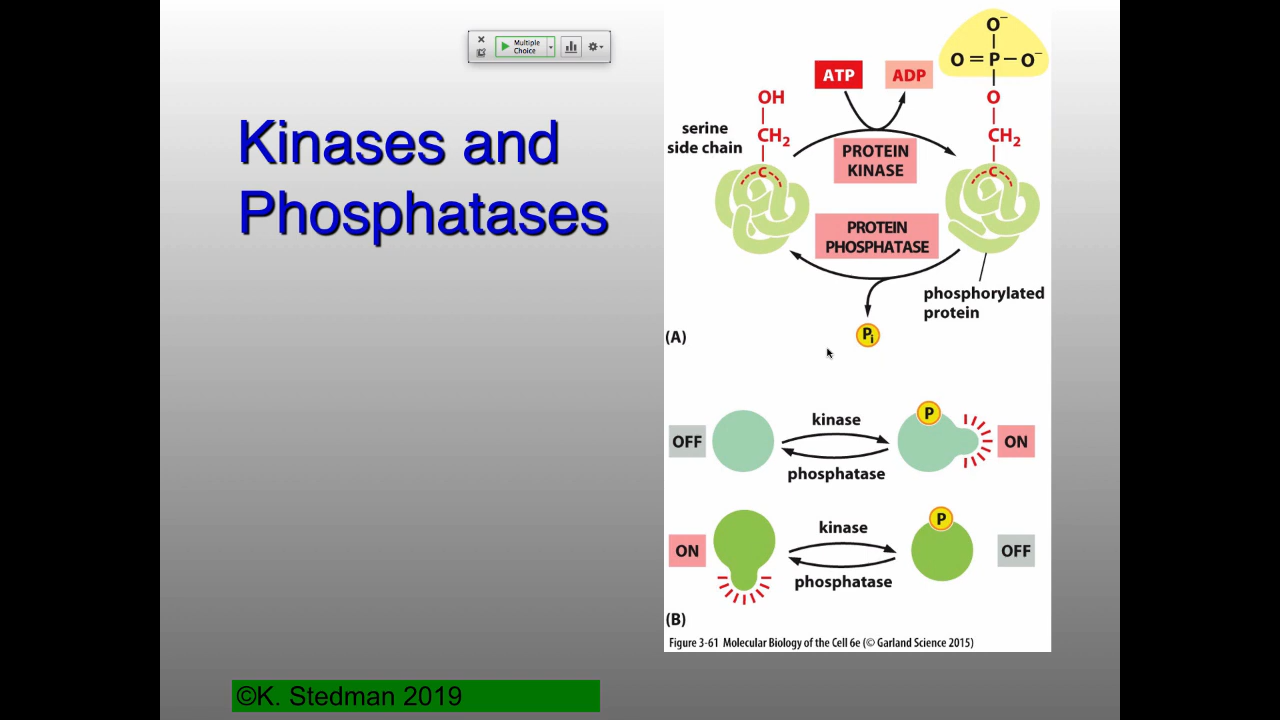 Multiple
Choice
Kinases and
Phosphatases
O⁻
O=P–O⁻
ATP
ADP
OH
O
serine
side chain
CH₂
CH₂
PROTEIN
KINASE
C
C
PROTEIN
PHOSPHATASE
phosphorylated
protein
(A)
Pi
kinase
P
OFF
ON
phosphatase
P
kinase
ON
OFF
phosphatase
(B)
Figure 3-61 Molecular Biology of the Cell 6e (© Garland Science 2015)
©K. Stedman 2019